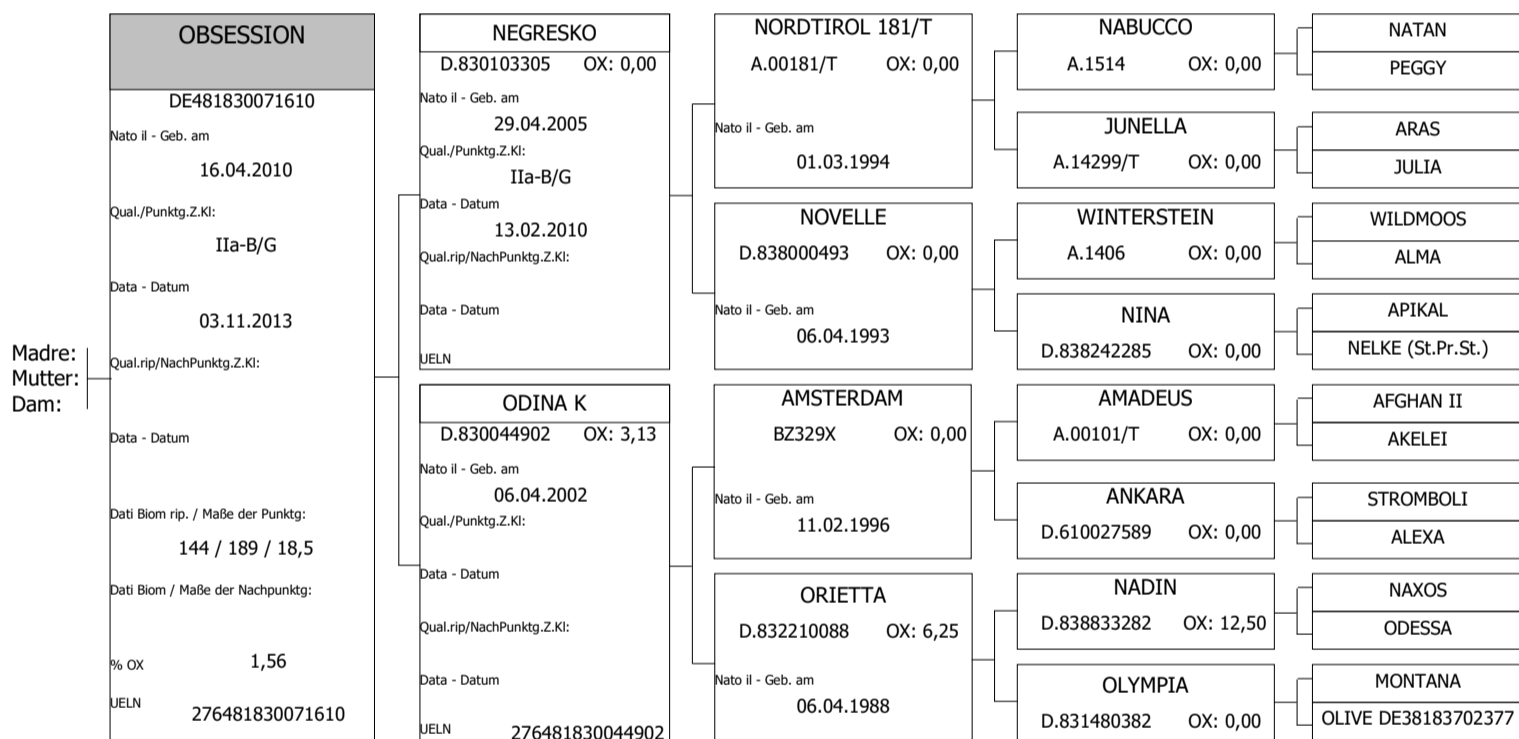 Madre:
Mutter:
Dam:
OBSESSION
DE481830071610
Nato il - Geb. am
16.04.2010
Qual./Punktg.Z.Kl:
IIa-B/G
Data - Datum
03.11.2013
Qual.rip/NachPunktg.Z.Kl:
Data - Datum
Dati Biom rip. / Maße der Punktg:
144 / 189 / 18,5
Dati Biom / Maße der Nachpunktg:
% OX 1,56
UELN 276481830071610
NEGRESKO
D.830103305 OX: 0,00
Nato il - Geb. am
29.04.2005
Qual./Punktg.Z.Kl:
IIa-B/G
Data - Datum
13.02.2010
Qual.rip/NachPunktg.Z.Kl:
Data - Datum
UELN
ODINA K
D.830044902 OX: 3,13
Nato il - Geb. am
06.04.2002
Qual./Punktg.Z.Kl:
Data - Datum
Qual.rip/NachPunktg.Z.Kl:
Data - Datum
UELN 276481830044902
NORDTIROL 181/T
A.00181/T OX: 0,00
Nato il - Geb. am
01.03.1994
NOVELLE
D.838000493 OX: 0,00
Nato il - Geb. am
06.04.1993
AMSTERDAM
BZ329X OX: 0,00
Nato il - Geb. am
11.02.1996
ORIETTA
D.832210088 OX: 6,25
Nato il - Geb. am
06.04.1988
NABUCCO
A.1514 OX: 0,00
JUNELLA
A.14299/T OX: 0,00
WINTERSTEIN
A.1406 OX: 0,00
NINA
D.838242285 OX: 0,00
AMADEUS
A.00101/T OX: 0,00
ANKARA
D.610027589 OX: 0,00
NADIN
D.838833282 OX: 12,50
OLYMPIA
D.831480382 OX: 0,00
NATAN
PEGGY
ARAS
JULIA
WILDMOOS
ALMA
APIKAL
NELKE (St.Pr.St.)
AFGHAN II
AKELEI
STROMBOLI
ALEXA
NAXOS
ODESSA
MONTANA
OLIVE DE38183702377